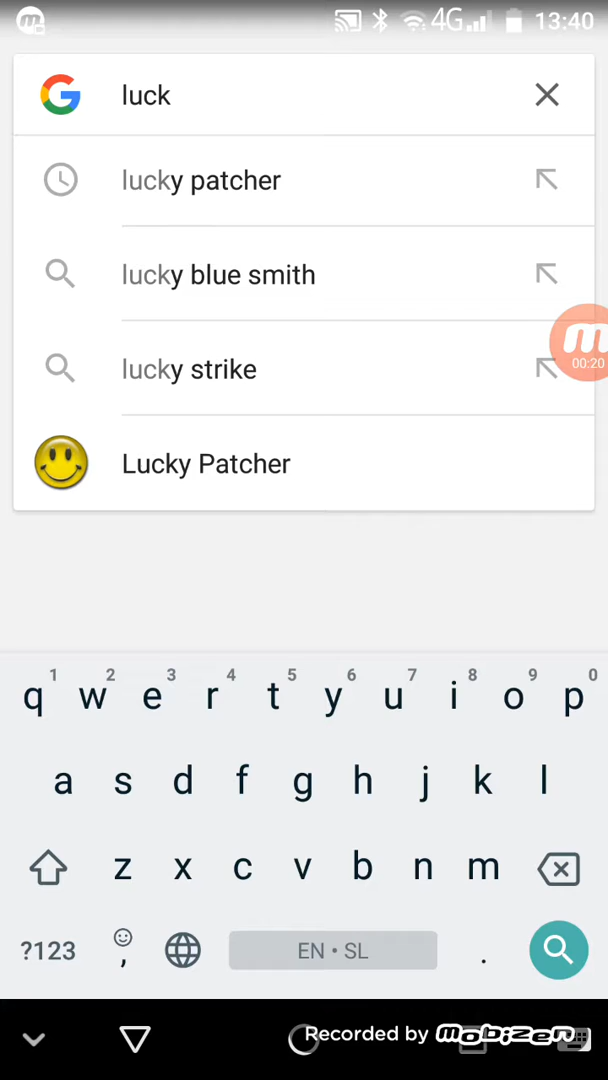 4G 13:40
luck
lucky patcher
lucky blue smith
lucky strike
00:20
Lucky Patcher
1 2 3 4 5 6 7 8 9 0
q w e r t y u i o p
a s d f g h j k l
z x c v b n m
?123 , EN • SL .
Recorded by mobizen